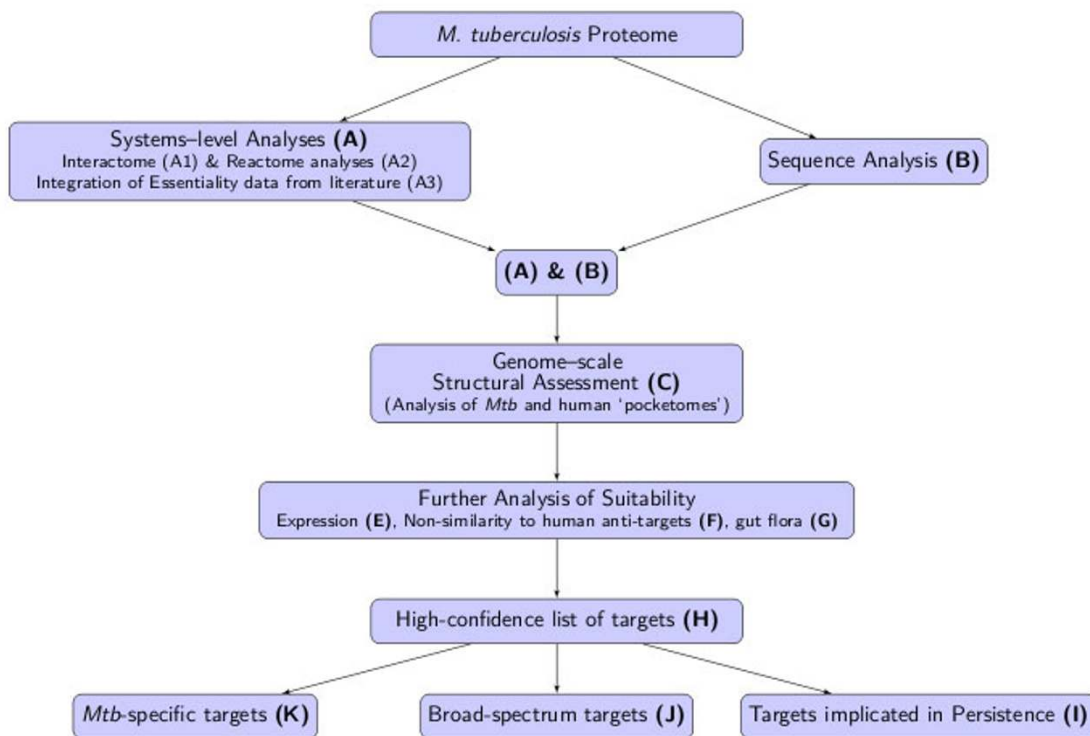 M. tuberculosis Proteome
Systems–level Analyses (A)
Interactome (A1) & Reactome analyses (A2)
Integration of Essentiality data from literature (A3)
Sequence Analysis (B)
(A) & (B)
Genome–scale
Structural Assessment (C)
(Analysis of Mtb and human ‘pocketomes’)
Further Analysis of Suitability
Expression (E), Non-similarity to human anti-targets (F), gut flora (G)
High-confidence list of targets (H)
Mtb-specific targets (K)
Broad-spectrum targets (J)
Targets implicated in Persistence (I)